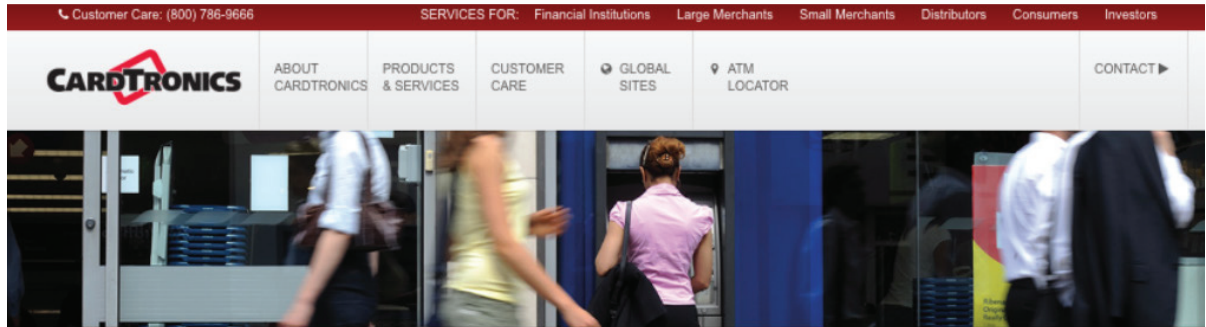 Customer Care: (800) 786-9666
SERVICES FOR: Financial Institutions Large Merchants Small Merchants Distributors Consumers Investors
CARDTRONICS
ABOUT
CARDTRONICS
PRODUCTS
& SERVICES
CUSTOMER
CARE
GLOBAL
SITES
ATM
LOCATOR
CONTACT